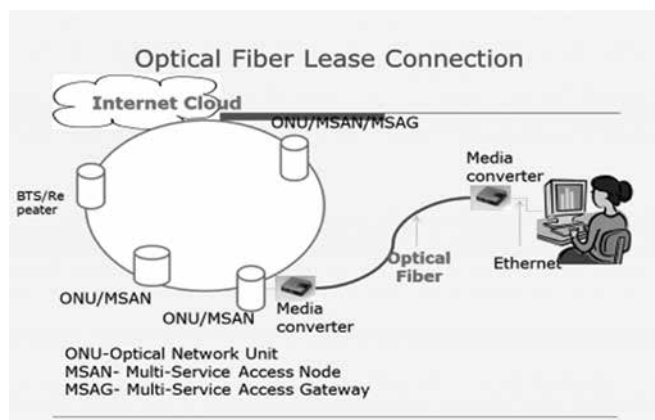 Optical Fiber Lease Connection
Internet Cloud
ONU/MSAN/MSAG
BTS/Re
peater
Media
converter
Optical
Fiber
Ethernet
ONU/MSAN
ONU/MSAN
Media
converter
ONU-Optical Network Unit
MSAN- Multi-Service Access Node
MSAG- Multi-Service Access Gateway